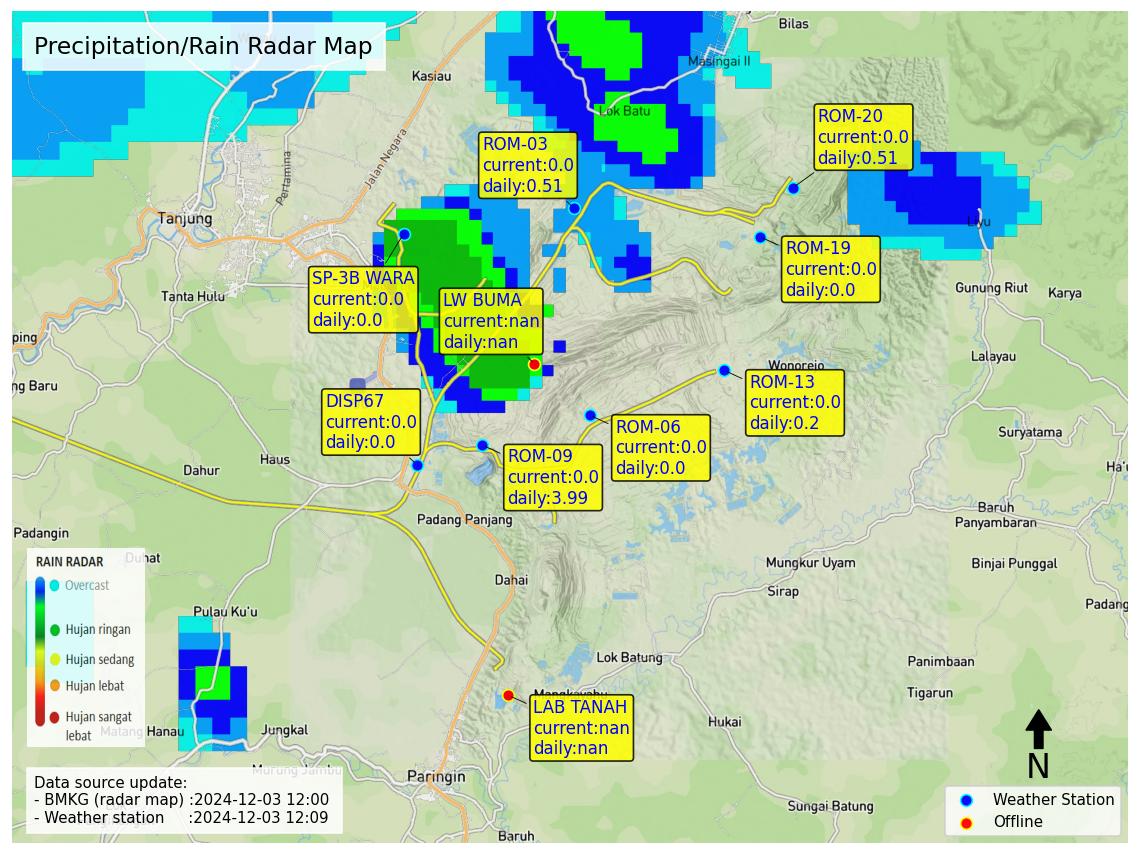 Precipitation/Rain Radar Map
Bilas
Masingai II
Kasiau
Lok Batu
ROM-20
current:0.0
daily:0.51
ROM-03
current:0.0
daily:0.51
Jalan Negara
Pertamina
Tanjung
Liyu
ROM-19
current:0.0
daily:0.0
SP-3B WARA
current:0.0
daily:0.0
Tanta Hulu
LW BUMA
current:nan
daily:nan
Gunung Riut
Karya
ping
Lalayau
Wonorejo
ng Baru
ROM-13
current:0.0
daily:0.2
DISP67
current:0.0
daily:0.0
ROM-06
current:0.0
daily:0.0
Suryatama
ROM-09
current:0.0
daily:3.99
Haus
Dahur
Ha'u
Baruh
Panyambaran
Padang Panjang
Padangin
Duhat
RAIN RADAR
Overcast
Hujan ringan
Hujan sedang
Hujan lebat
Hujan sangat
lebat
Mungkur Uyam
Binjai Punggal
Dahai
Sirap
Padang
Pulau Ku'u
Lok Batung
Panimbaan
Tigarun
Mangkayahu
LAB TANAH
current:nan
daily:nan
Hukai
Matang Hanau
Jungkal
Murung Jambu
Paringin
N
Data source update:
- BMKG (radar map) :2024-12-03 12:00
- Weather station :2024-12-03 12:09
Sungai Batung
Weather Station
Offline
Baruh